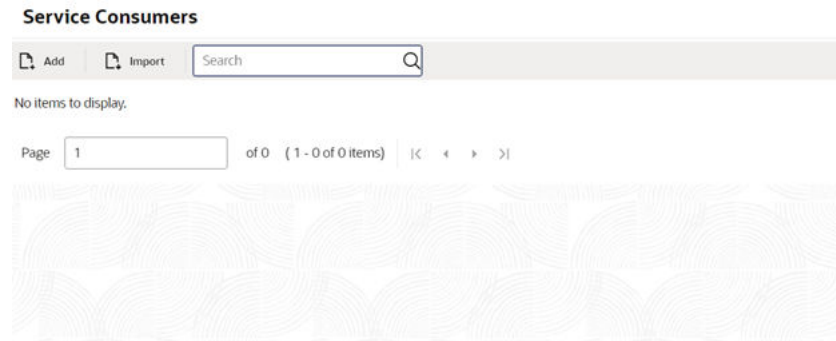 Service Consumers
Add Import Search
No items to display.
Page 1 of 0 ( 1 - 0 of 0 items)